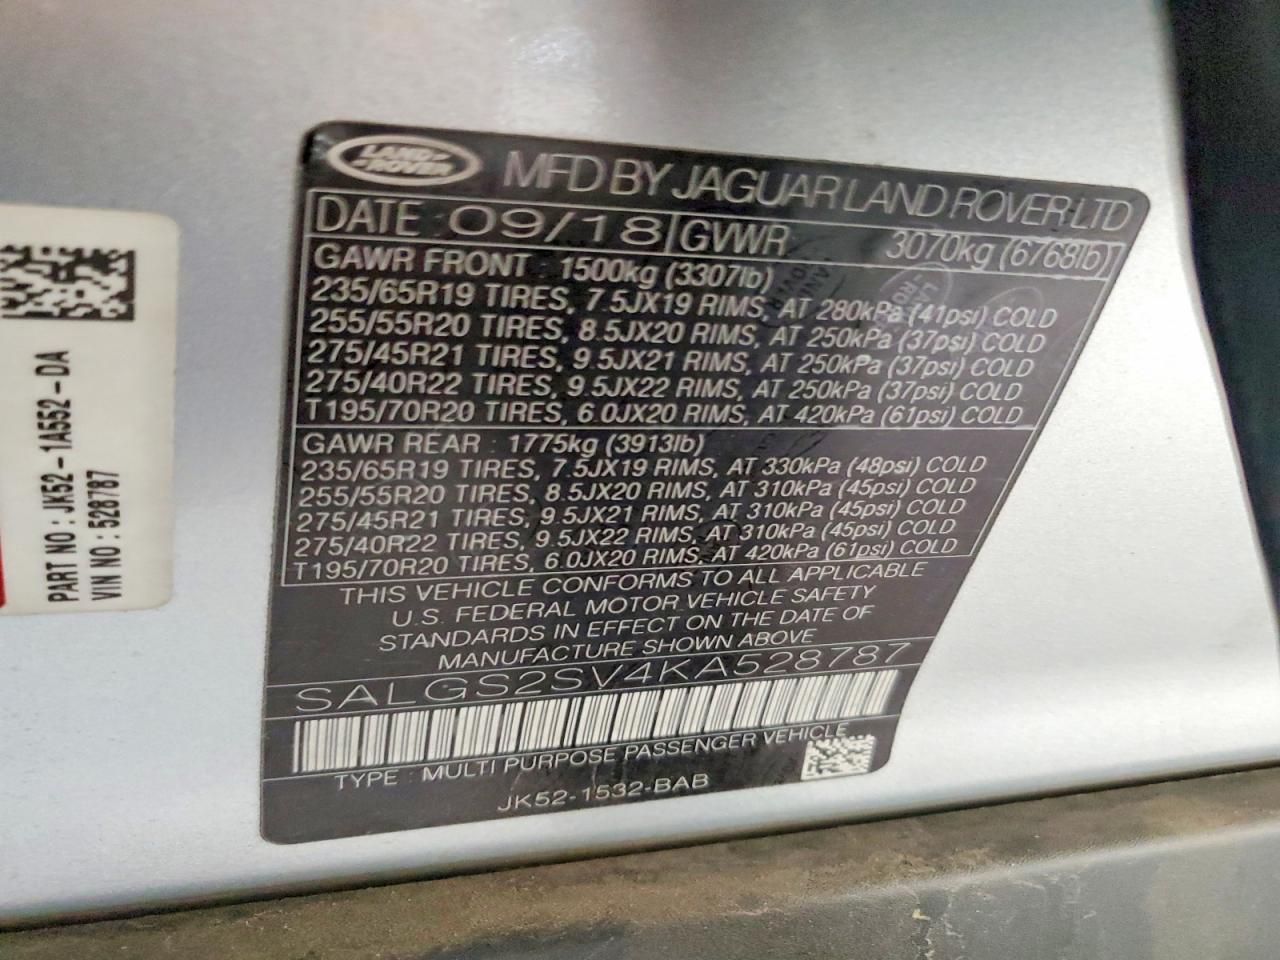 LAND ROVER
MFD BY JAGUAR LAND ROVER LTD
DATE : 09/18 GVWR 3070kg (6768lb)
GAWR FRONT : 1500kg (3307lb)
235/65R19 TIRES, 7.5JX19 RIMS, AT 280kPa (41psi) COLD
255/55R20 TIRES, 8.5JX20 RIMS, AT 250kPa (37psi) COLD
275/45R21 TIRES, 9.5JX21 RIMS, AT 250kPa (37psi) COLD
275/40R22 TIRES, 9.5JX22 RIMS, AT 250kPa (37psi) COLD
T195/70R20 TIRES, 6.0JX20 RIMS, AT 420kPa (61psi) COLD
GAWR REAR : 1775kg (3913lb)
235/65R19 TIRES, 7.5JX19 RIMS, AT 330kPa (48psi) COLD
255/55R20 TIRES, 8.5JX20 RIMS, AT 310kPa (45psi) COLD
275/45R21 TIRES, 9.5JX21 RIMS, AT 310kPa (45psi) COLD
275/40R22 TIRES, 9.5JX22 RIMS, AT 310kPa (45psi) COLD
T195/70R20 TIRES, 6.0JX20 RIMS, AT 420kPa (61psi) COLD
THIS VEHICLE CONFORMS TO ALL APPLICABLE
U.S. FEDERAL MOTOR VEHICLE SAFETY
STANDARDS IN EFFECT ON THE DATE OF
MANUFACTURE SHOWN ABOVE
SALGS2SV4KA528787
TYPE : MULTI PURPOSE PASSENGER VEHICLE
JK52-1532-BAB
PART NO : JK52-1A552-DA
VIN NO : 528787